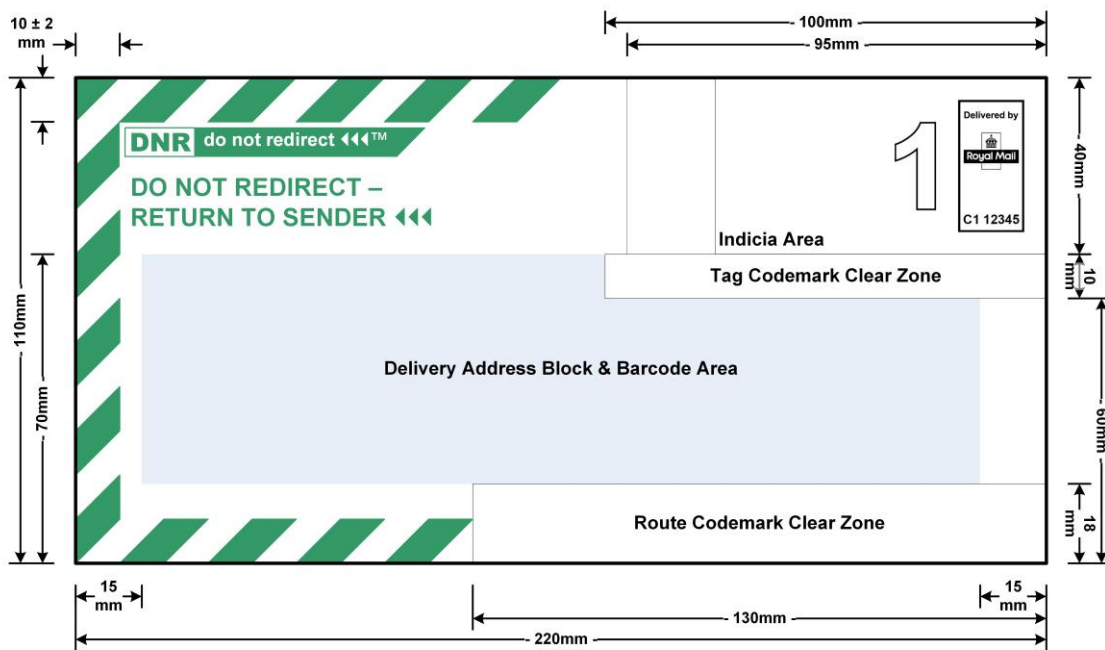 - 100mm -
10 ± 2
mm
- 95mm -
DNR do not redirect ™
DO NOT REDIRECT –
RETURN TO SENDER
1
Delivered by
Royal Mail
C1 12345
- 40mm -
Indicia Area
Tag Codemark Clear Zone
10
mm
- 110mm -
- 70mm -
Delivery Address Block & Barcode Area
- 60mm -
Route Codemark Clear Zone
18
mm
15
mm
15
mm
- 130mm -
- 220mm -